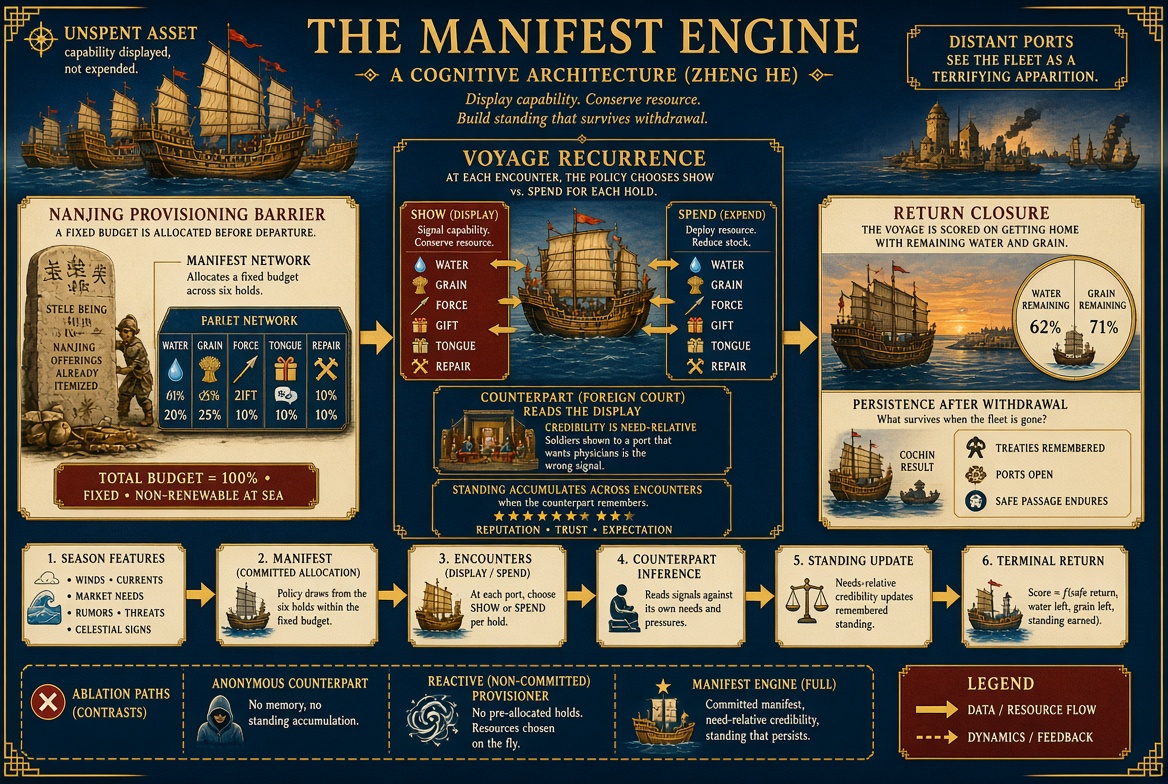 UNSPENT ASSET
capability displayed,
not expended.
THE MANIFEST ENGINE
A COGNITIVE ARCHITECTURE (ZHENG HE)
Display capability. Conserve resource.
Build standing that survives withdrawal.
DISTANT PORTS
SEE THE FLEET AS A
TERRIFYING APPARITION.
NANJING PROVISIONING BARRIER
A FIXED BUDGET IS ALLOCATED BEFORE DEPARTURE.
STELE BEING
NANJING
OFFERINGS
ALREADY
ITEMIZED
MANIFEST NETWORK
Allocates a fixed budget
across six holds.
FARLET NETWORK
WATER GRAIN FORCE TONGUE REPAIR
61% 25% 2IFT 10%
20% 25% 10% 10% 10%
TOTAL BUDGET = 100% •
FIXED • NON-RENEWABLE AT SEA
VOYAGE RECURRENCE
AT EACH ENCOUNTER, THE POLICY CHOOSES SHOW
vs. SPEND FOR EACH HOLD.
SHOW (DISPLAY)
Signal capability.
Conserve resource.
WATER
GRAIN
FORCE
GIFT
TONGUE
REPAIR
SPEND (EXPEND)
Deploy resource.
Reduce stock.
WATER
GRAIN
FORCE
GIFT
TONGUE
REPAIR
COUNTERPART (FOREIGN COURT)
READS THE DISPLAY
CREDIBILITY IS NEED-RELATIVE
Soldiers shown to a port that
wants physicians is the
wrong signal.
STANDING ACCUMULATES ACROSS ENCOUNTERS
when the counterpart remembers.
REPUTATION • TRUST • EXPECTATION
RETURN CLOSURE
THE VOYAGE IS SCORED ON GETTING HOME
WITH REMAINING WATER AND GRAIN.
WATER
REMAINING
62%
GRAIN
REMAINING
71%
PERSISTENCE AFTER WITHDRAWAL
What survives when the fleet is gone?
COCHIN
RESULT
TREATIES REMEMBERED
PORTS OPEN
SAFE PASSAGE ENDURES
1. SEASON FEATURES
• WINDS • CURRENTS
• MARKET NEEDS
• RUMORS • THREATS
• CELESTIAL SIGNS
2. MANIFEST
(COMMITTED ALLOCATION)
Policy draws from the
six holds within the
fixed budget.
3. ENCOUNTERS
(DISPLAY / SPEND)
At each port, choose
SHOW or SPEND
per hold.
4. COUNTERPART
INFERENCE
Reads signals against
its own needs and
pressures.
5. STANDING UPDATE
Needs-relative
credibility updates
remembered
standing.
6. TERMINAL RETURN
Score = f(safe return,
water left, grain left,
standing earned).
ABLATION PATHS
(CONTRASTS)
ANONYMOUS COUNTERPART
No memory, no
standing accumulation.
REACTIVE (NON-COMMITTED)
PROVISIONER
No pre-allocated holds.
Resources chosen
on the fly.
MANIFEST ENGINE (FULL)
Committed manifest,
need-relative credibility,
standing that persists.
LEGEND
DATA / RESOURCE FLOW
DYNAMICS / FEEDBACK